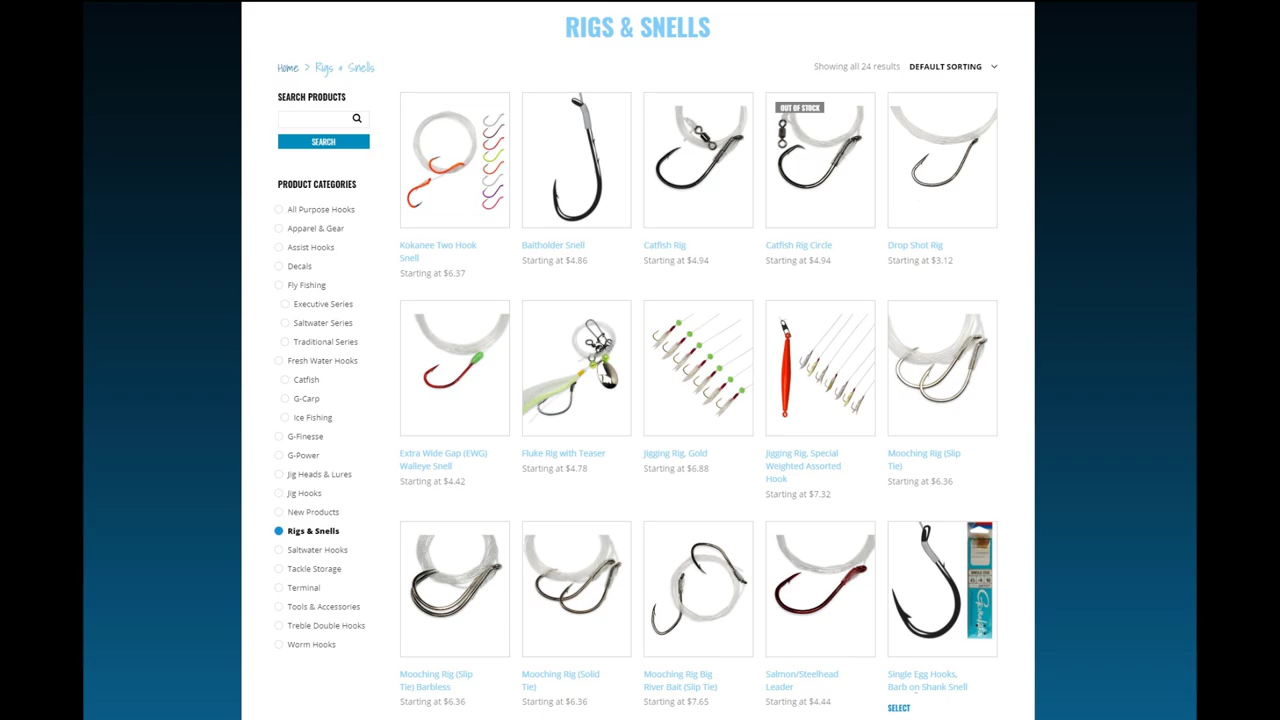 RIGS & SNELLS
Home > Rigs & Snells
Showing all 24 results DEFAULT SORTING
SEARCH PRODUCTS
SEARCH
PRODUCT CATEGORIES
All Purpose Hooks
Apparel & Gear
Assist Hooks
Decals
Fly Fishing
Executive Series
Saltwater Series
Traditional Series
Fresh Water Hooks
Catfish
G-Carp
Ice Fishing
G-Finesse
G-Power
Jig Heads & Lures
Jig Hooks
New Products
Rigs & Snells
Saltwater Hooks
Tackle Storage
Terminal
Tools & Accessories
Treble Double Hooks
Worm Hooks
Kokanee Two Hook
Snell
Starting at $6.37
Baitholder Snell
Starting at $4.86
Catfish Rig
Starting at $4.94
OUT OF STOCK
Catfish Rig Circle
Starting at $4.94
Drop Shot Rig
Starting at $3.12
Extra Wide Gap (EWG)
Walleye Snell
Starting at $4.42
Fluke Rig with Teaser
Starting at $4.78
Jigging Rig, Gold
Starting at $6.88
Jigging Rig, Special
Weighted Assorted
Hook
Starting at $7.32
Mooching Rig (Slip
Tie)
Starting at $6.36
Mooching Rig (Slip
Tie) Barbless
Starting at $6.36
Mooching Rig (Solid
Tie)
Starting at $6.36
Mooching Rig Big
River Bait (Slip Tie)
Starting at $7.65
Salmon/Steelhead
Leader
Starting at $4.44
Single Egg Hooks,
Barb on Shank Snell
SELECT